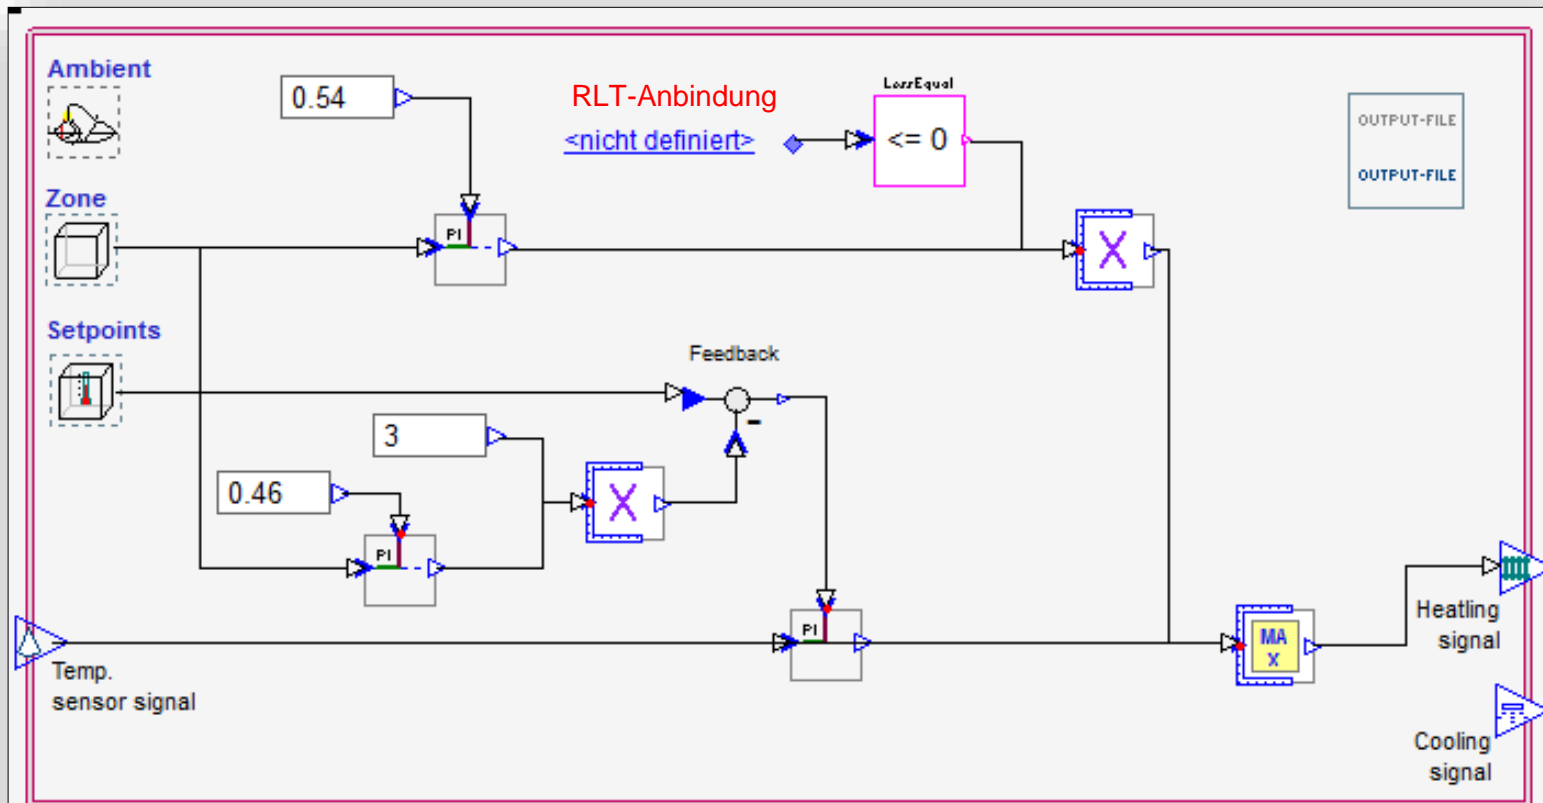 Ambient
0.54
RLT-Anbindung
LessEqual
<nicht definiert>
<= 0
OUTPUT-FILE
OUTPUT-FILE
Zone
PI
X
Setpoints
Feedback
3
-
0.46
X
PI
PI
MA
X
Heatling
signal
Temp.
sensor signal
Cooling
signal